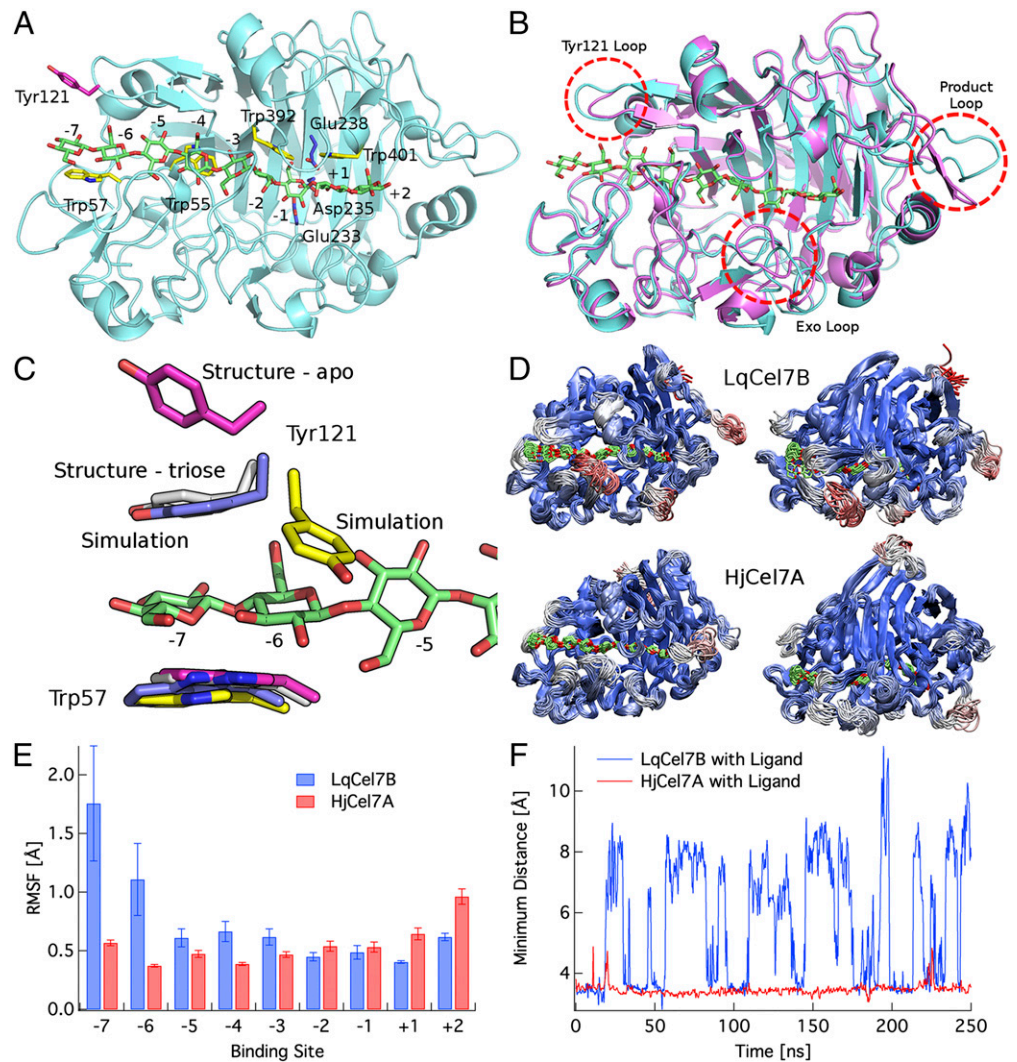 A
Tyr121
-7
-6
-5
-4
-3
Trp392
Glu238
Trp401
+1
+2
-2
-1
Asp235
Glu233
Trp57
Trp55
B
Tyr121 Loop
Product
Loop
Exo Loop
C
Structure - apo
Tyr121
Structure - triose
Simulation
Simulation
-7
-6
-5
Trp57
D
LqCel7B
HjCel7A
E
LqCel7B
HjCel7A
RMSF [Å]
2.0
1.5
1.0
0.5
0.0
-7 -6 -5 -4 -3 -2 -1 +1 +2
Binding Site
F
LqCel7B with Ligand
HjCel7A with Ligand
Minimum Distance [Å]
10
8
6
4
0 50 100 150 200 250
Time [ns]